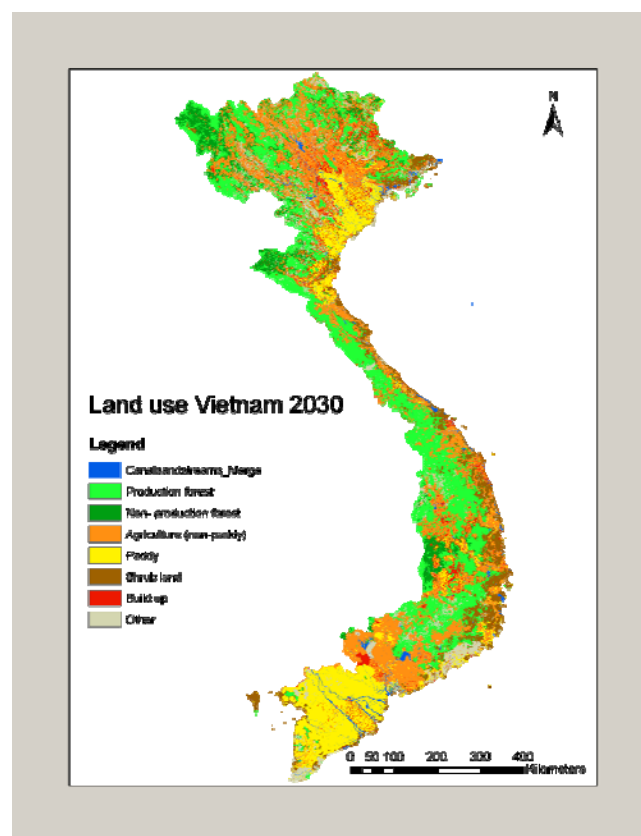 N
Land use Vietnam 2030
Legend
Canalsandstreams_Merge
Production forest
Non- production forest
Agriculture (non-paddy)
Paddy
Shrub land
Build up
Other
0 50 100 200 300 400
Kilometers